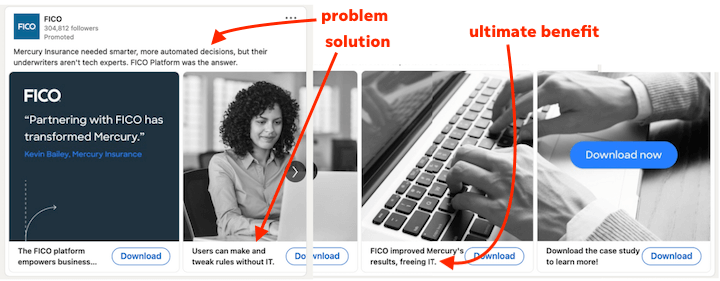 problem
solution
ultimate benefit
FICO
304,812 followers
Promoted
Mercury Insurance needed smarter, more automated decisions, but their
underwriters aren't tech experts. FICO Platform was the answer.
FICO
“Partnering with FICO has
transformed Mercury.”
Kevin Bailey, Mercury Insurance
The FICO platform
empowers business...
Download
Users can make and
tweak rules without IT.
Download
FICO improved Mercury's
results, freeing IT.
Download
Download now
Download the case study
to learn more!
Download